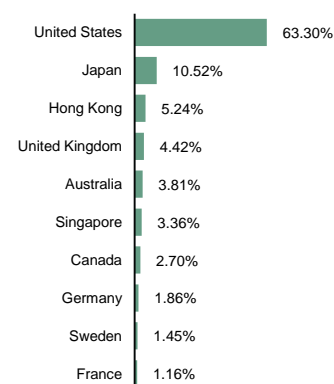 United States 63.30%
Japan 10.52%
Hong Kong 5.24%
United Kingdom 4.42%
Australia 3.81%
Singapore 3.36%
Canada 2.70%
Germany 1.86%
Sweden 1.45%
France 1.16%